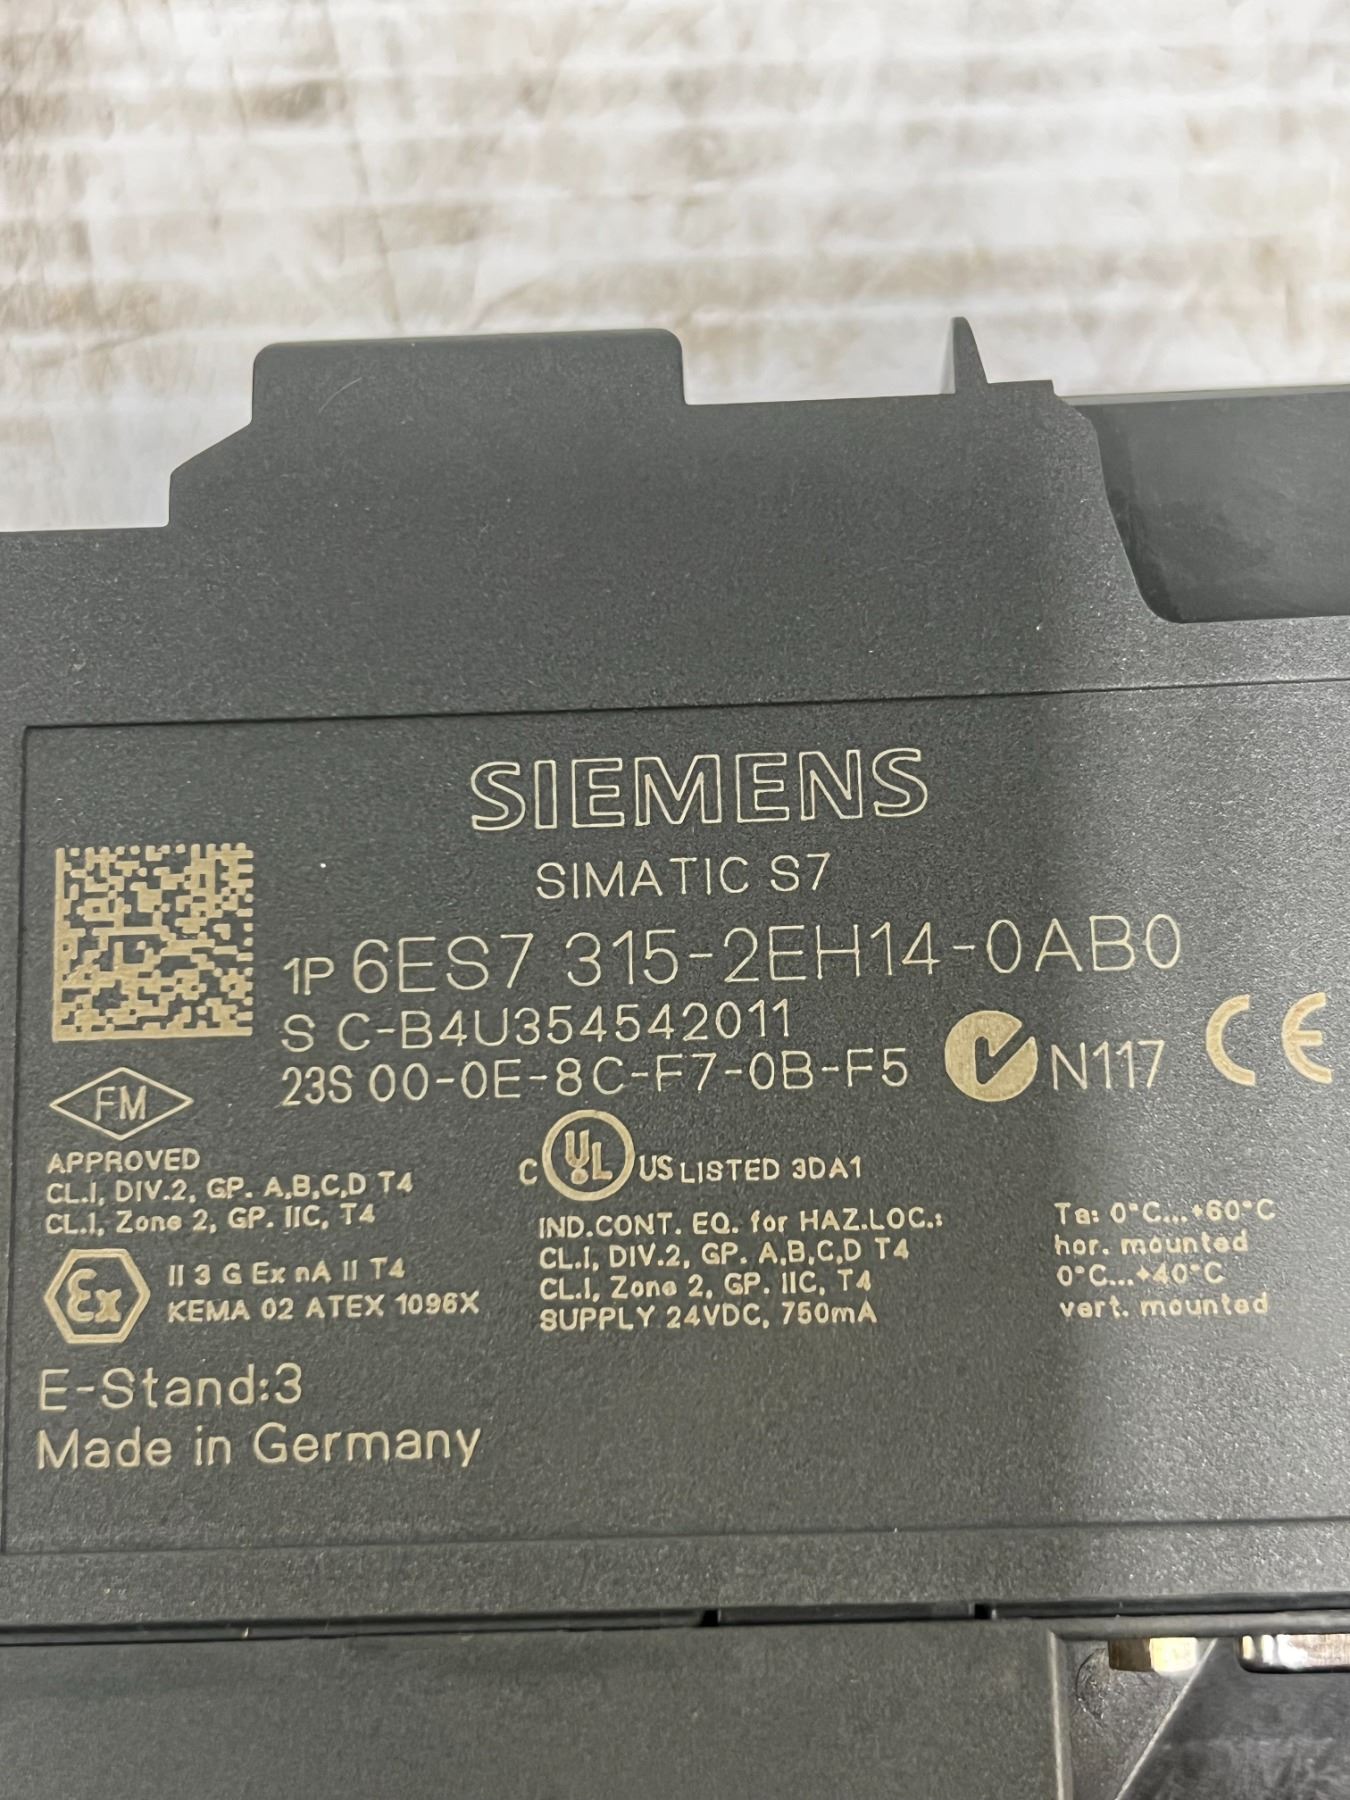 SIEMENS
SIMATIC S7
1P 6ES7 315-2EH14-0AB0
S C-B4U354542011
23S 00-0E-8C-F7-0B-F5
N117 CE
FM
APPROVED
CL.I, DIV.2, GP. A,B,C,D T4
CL.I, Zone 2, GP. IIC, T4
Ex
II 3 G Ex nA II T4
KEMA 02 ATEX 1096X
C UL US LISTED 3DA1
IND.CONT. EQ. for HAZ.LOC.:
CL.I, DIV.2, GP. A,B,C,D T4
CL.I, Zone 2, GP. IIC, T4
SUPPLY 24VDC, 750mA
Ta: 0°C...+60°C
hor. mounted
0°C...+40°C
vert. mounted
E-Stand:3
Made in Germany